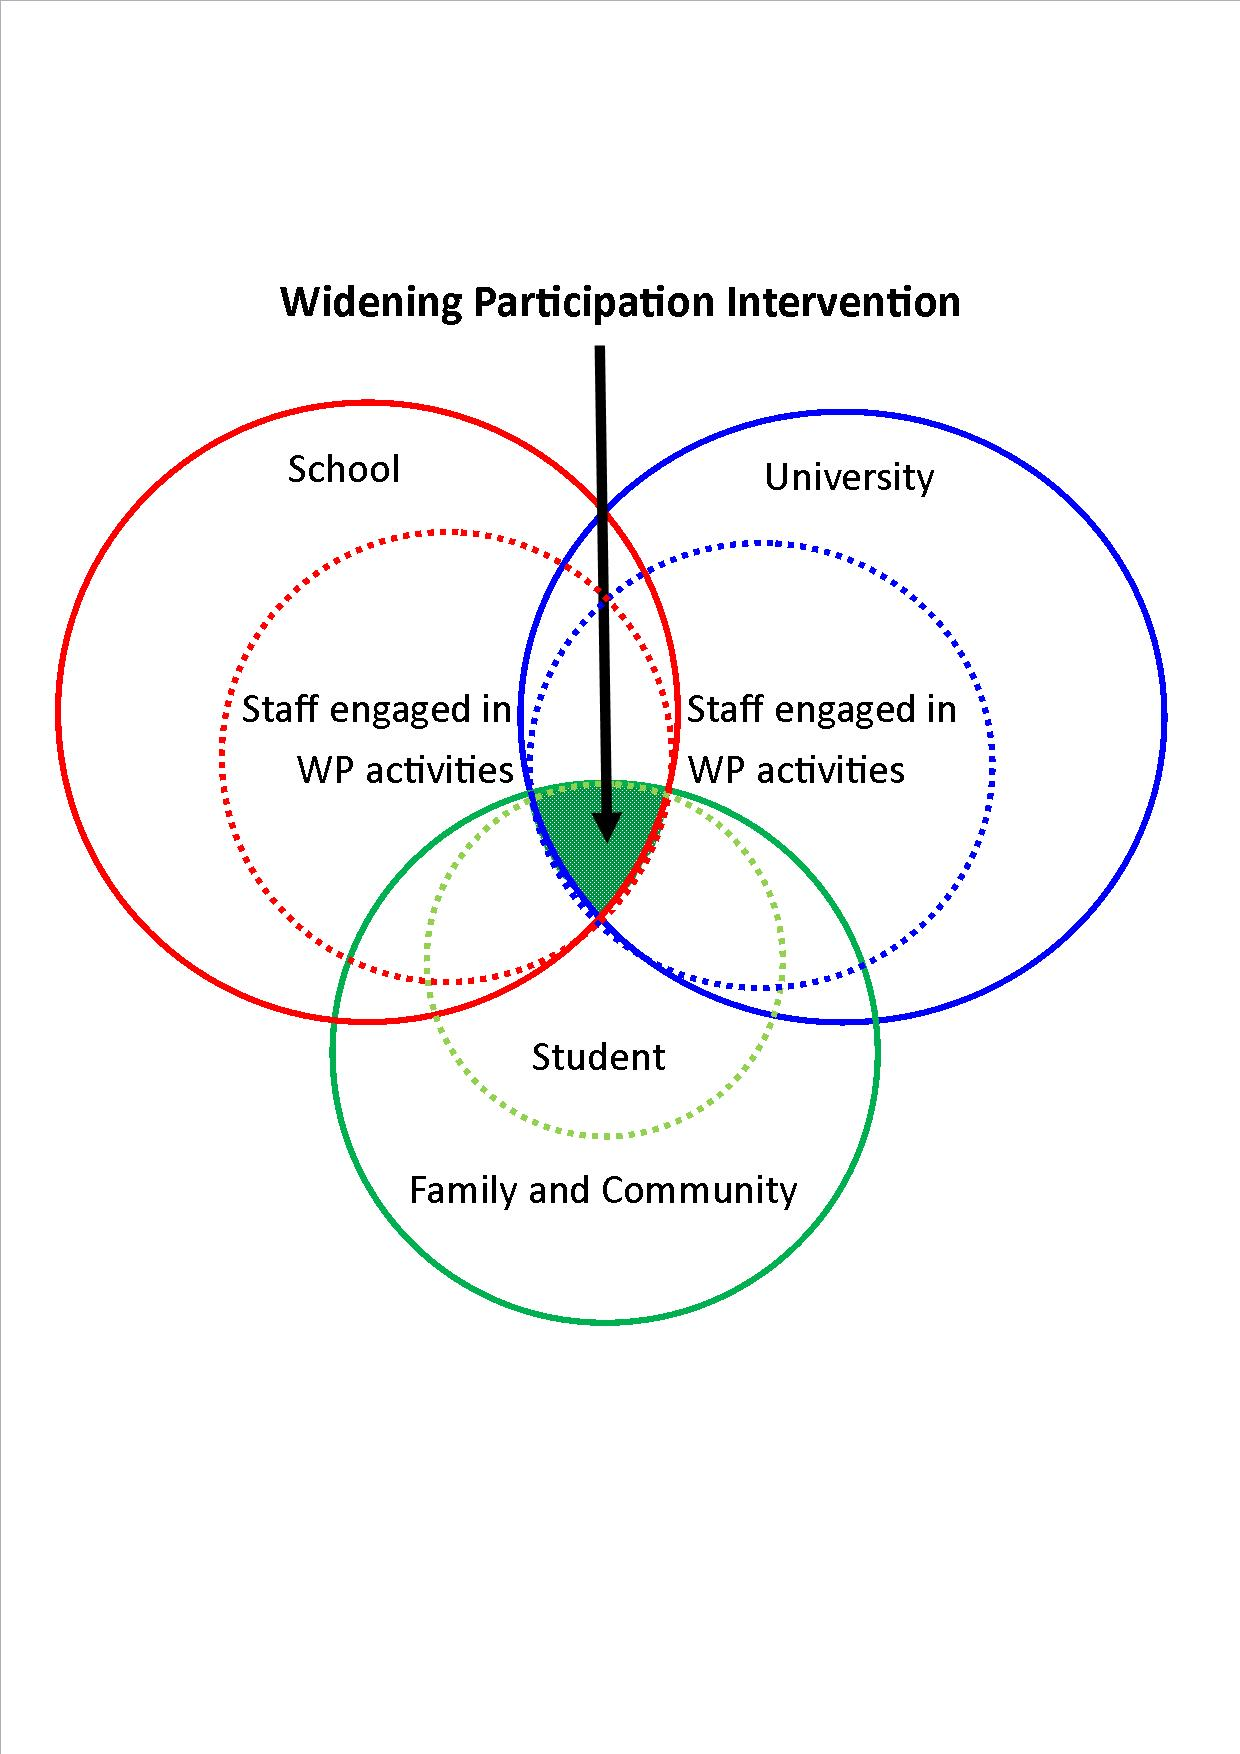 Widening Participation Intervention
School
University
Staff engaged in
WP activities
Staff engaged in
WP activities
Student
Family and Community